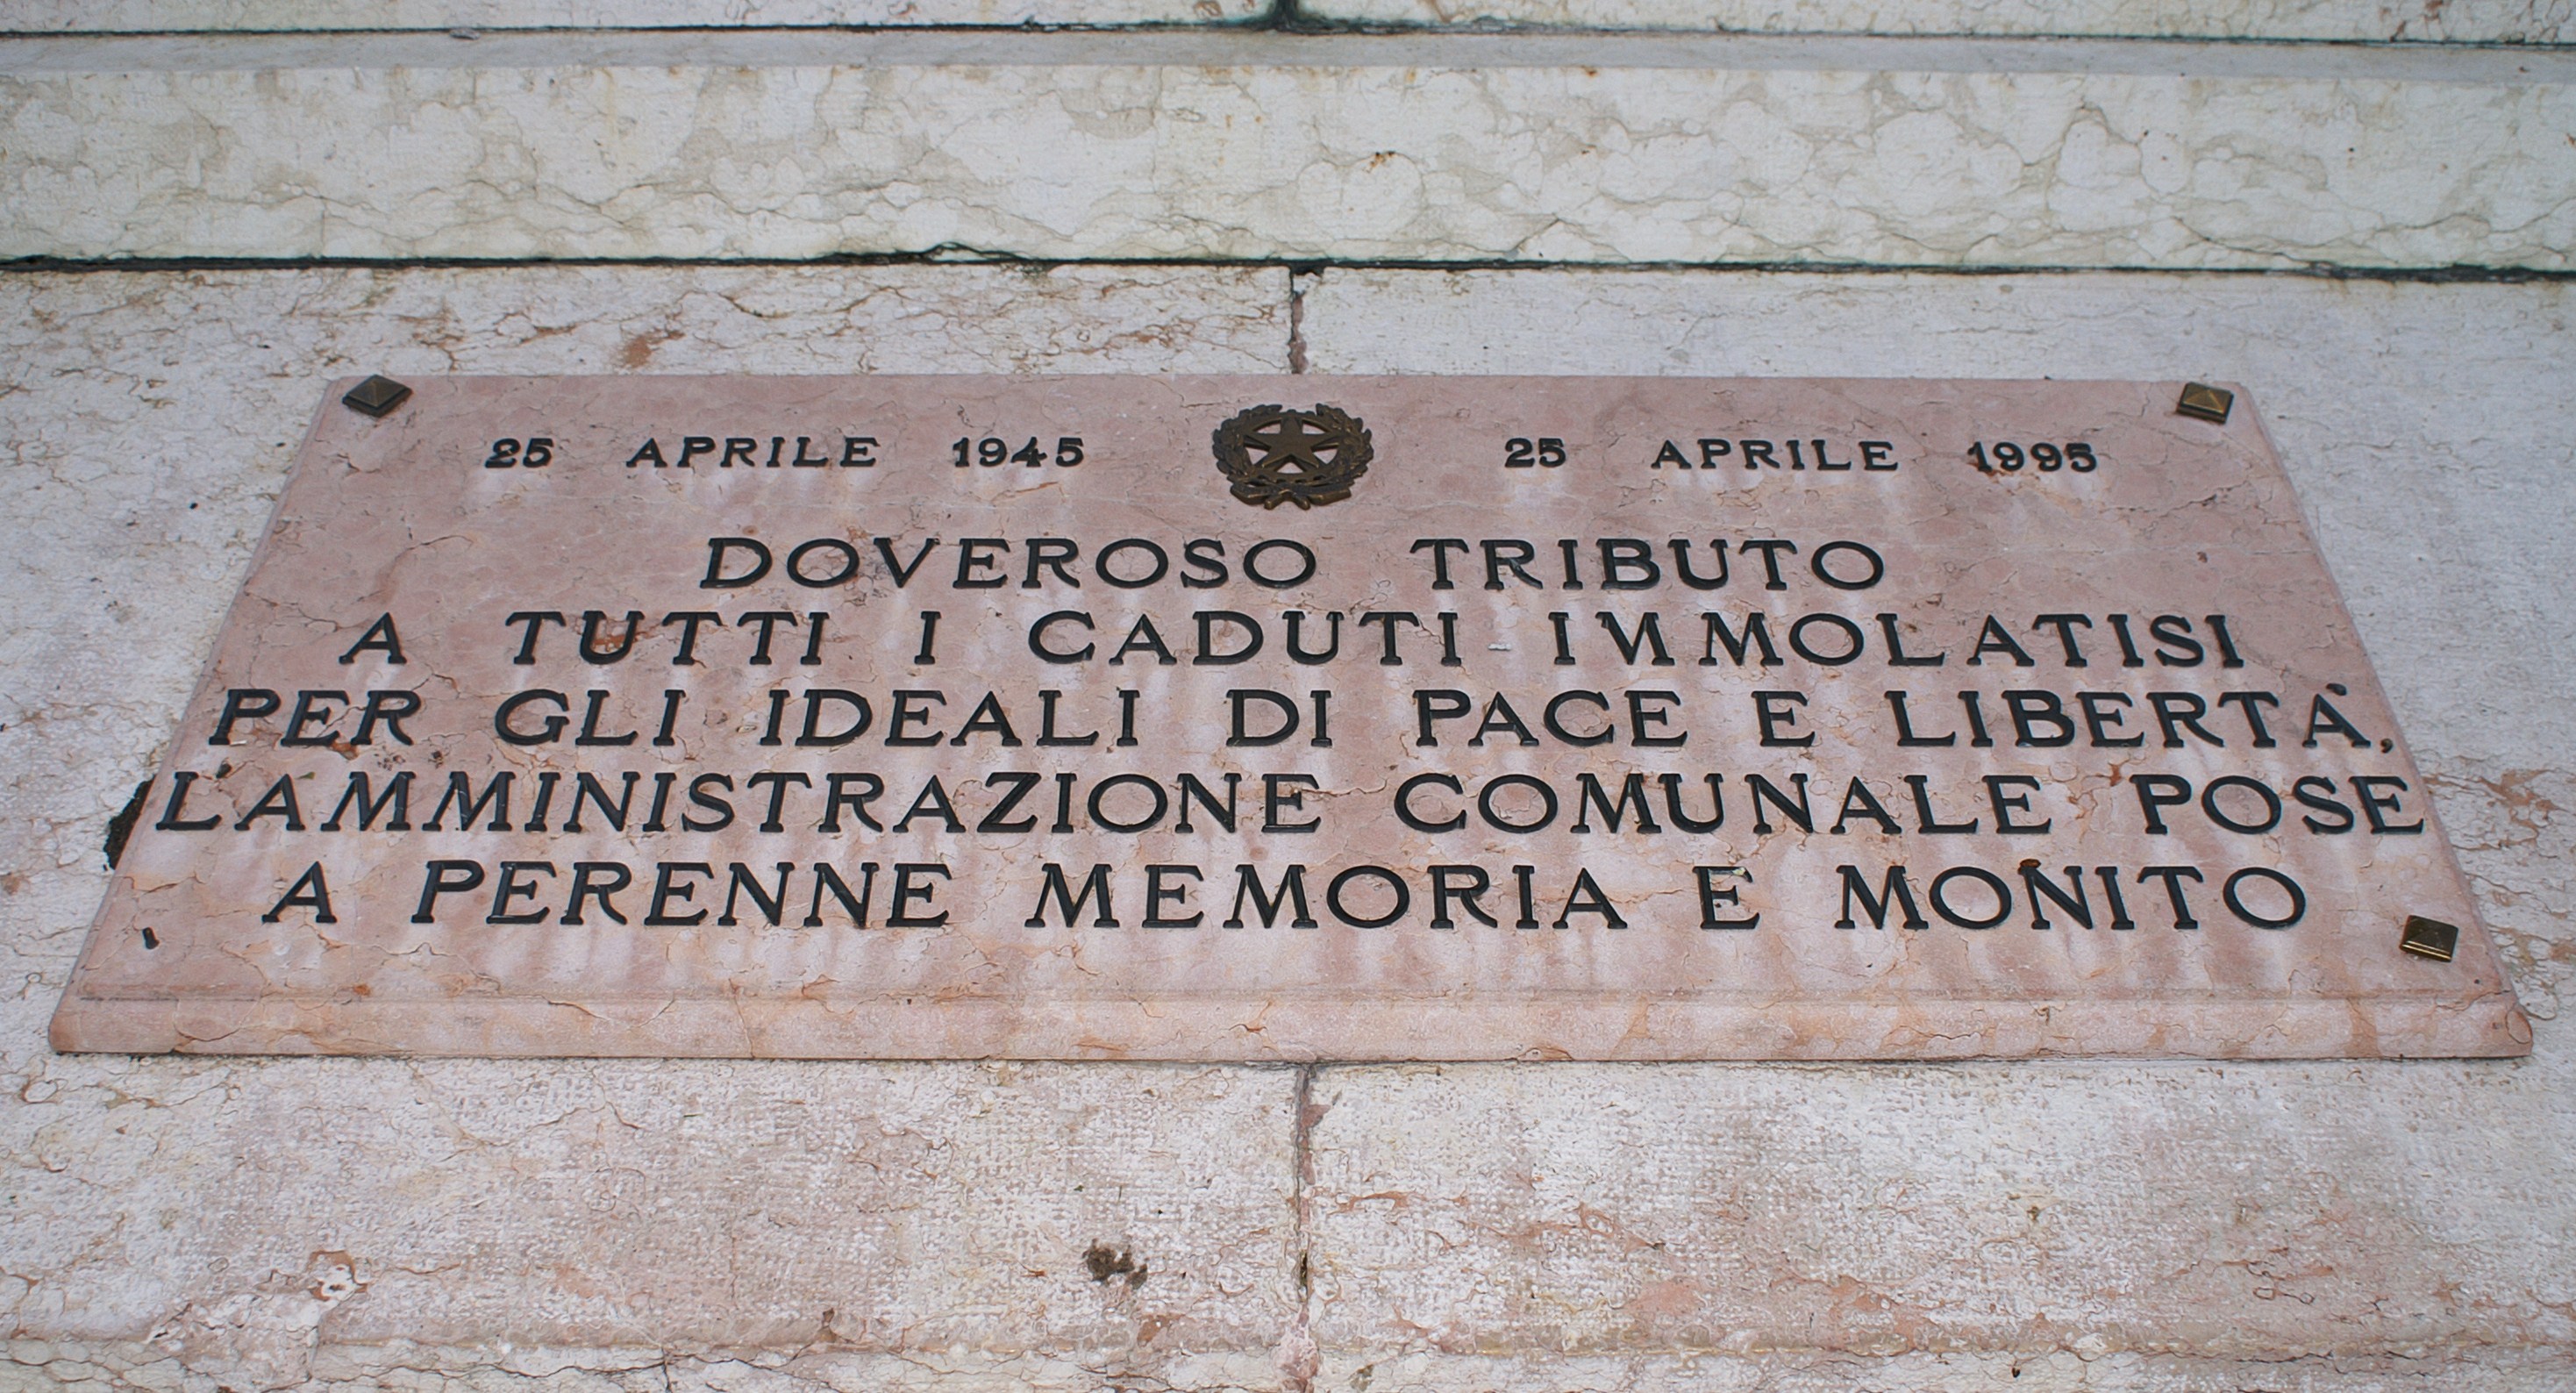 25 APRILE 1945 25 APRILE 1995
DOVEROSO TRIBUTO
A TUTTI I CADUTI IMMOLATISI
PER GLI IDEALI DI PACE E LIBERTÀ,
L'AMMINISTRAZIONE COMUNALE POSE
A PERENNE MEMORIA E MONITO